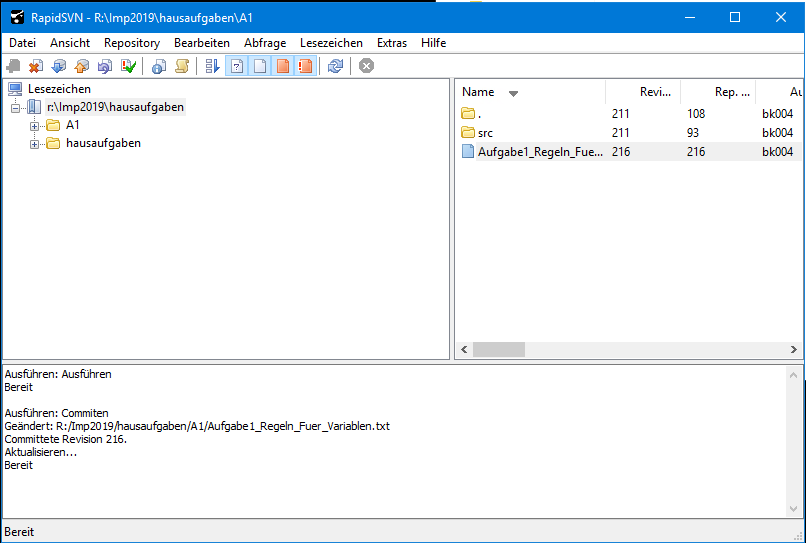 RapidSVN - R:\Imp2019\hausaufgaben\A1
Datei Ansicht Repository Bearbeiten Abfrage Lesezeichen Extras Hilfe
Lesezeichen
r:\Imp2019\hausaufgaben
A1
hausaufgaben
Name Revi... Rep. ... Au
. 211 108 bk004
src 211 93 bk004
Aufgabe1_Regeln_Fue... 216 216 bk004
Ausführen: Ausführen
Bereit
Ausführen: Commiten
Geändert: R:/Imp2019/hausaufgaben/A1/Aufgabe1_Regeln_Fuer_Variablen.txt
Committete Revision 216.
Aktualisieren...
Bereit
Bereit